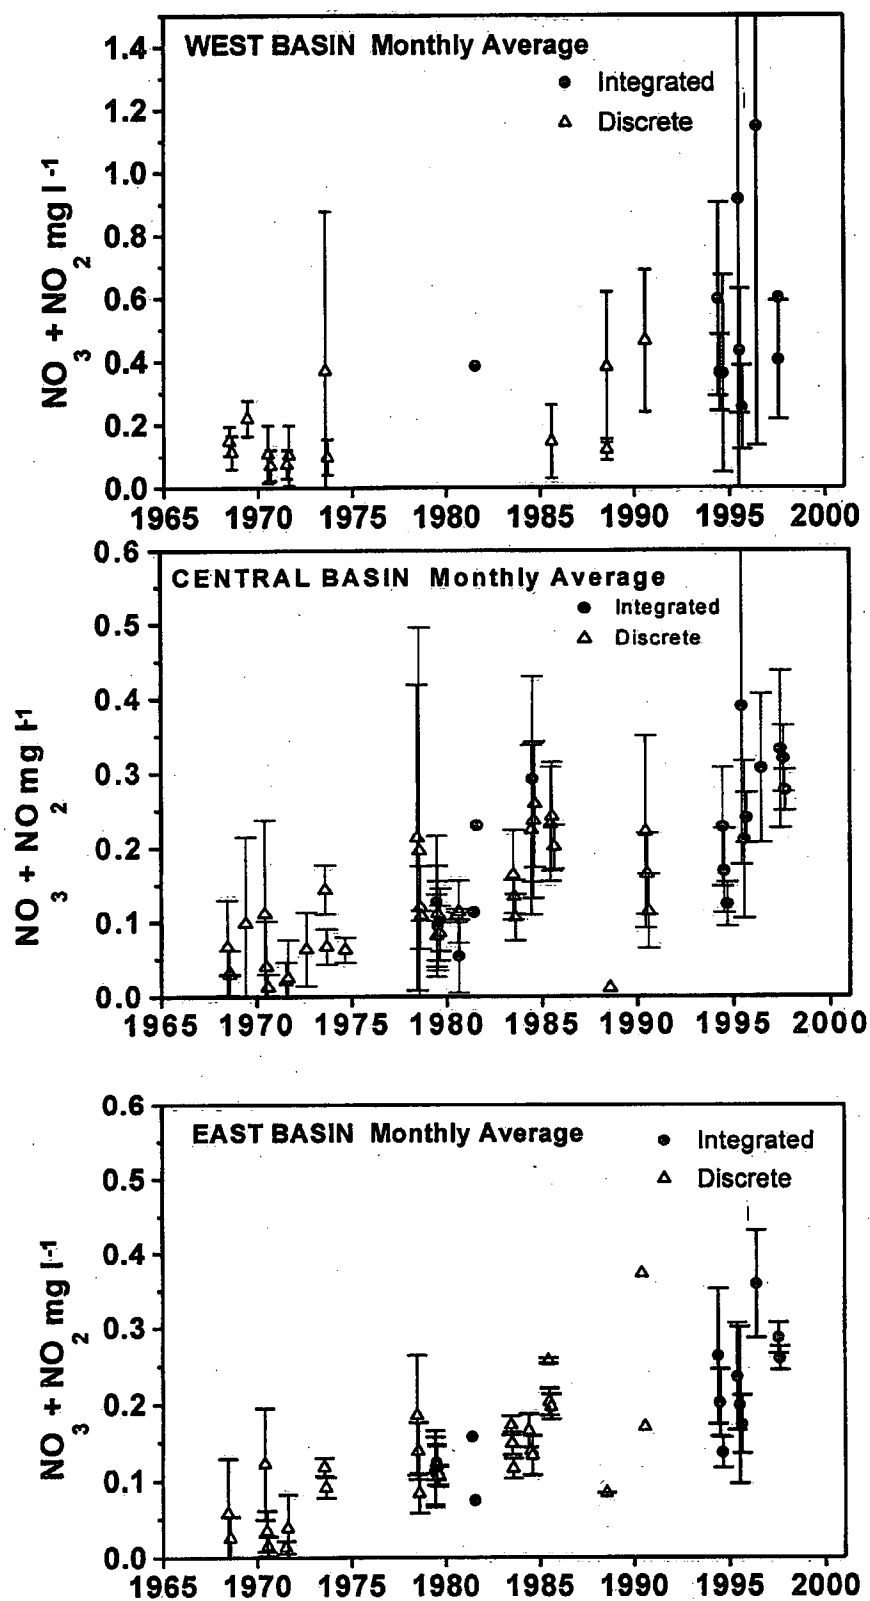 WEST BASIN Monthly Average
Integrated
Discrete
NO3 + NO2 mg l-1
1.4
1.2
1.0
0.8
0.6
0.4
0.2
0.0
1965 1970 1975 1980 1985 1990 1995 2000
CENTRAL BASIN Monthly Average
Integrated
Discrete
NO3 + NO2 mg l-1
0.6
0.5
0.4
0.3
0.2
0.1
0.0
1965 1970 1975 1980 1985 1990 1995 2000
EAST BASIN Monthly Average
Integrated
Discrete
NO3 + NO2 mg l-1
0.6
0.5
0.4
0.3
0.2
0.1
0.0
1965 1970 1975 1980 1985 1990 1995 2000